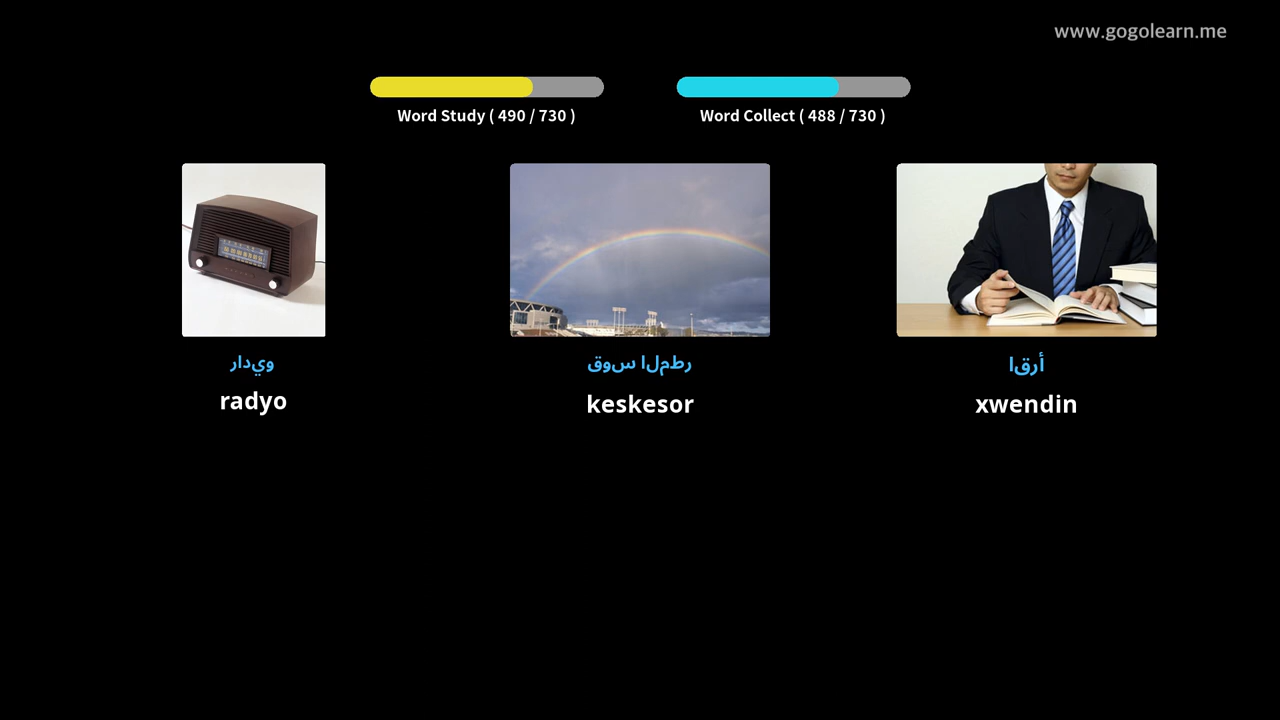 www.gogolearn.me
Word Study ( 490 / 730 )
Word Collect ( 488 / 730 )
ويدار
radyo
رطملا سوق
keskesor
أرقا
xwendin